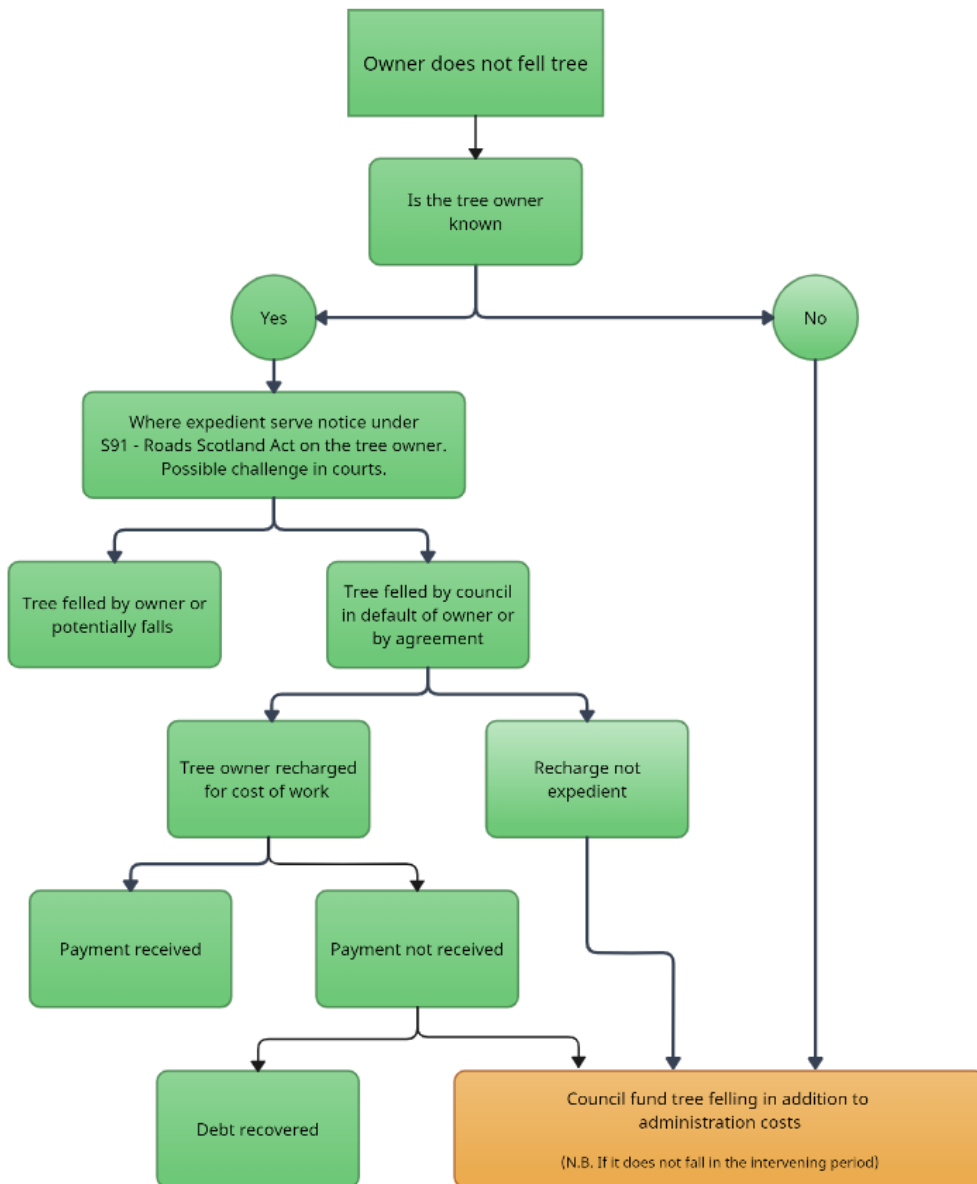 Owner does not fell tree
Is the tree owner
known
Yes
No
Where expedient serve notice under
S91 - Roads Scotland Act on the tree owner.
Possible challenge in courts.
Tree felled by owner or
potentially falls
Tree felled by council
in default of owner or
by agreement
Tree owner recharged
for cost of work
Recharge not
expedient
Payment received
Payment not received
Debt recovered
Council fund tree felling in addition to
administration costs
(N.B. If it does not fall in the intervening period)